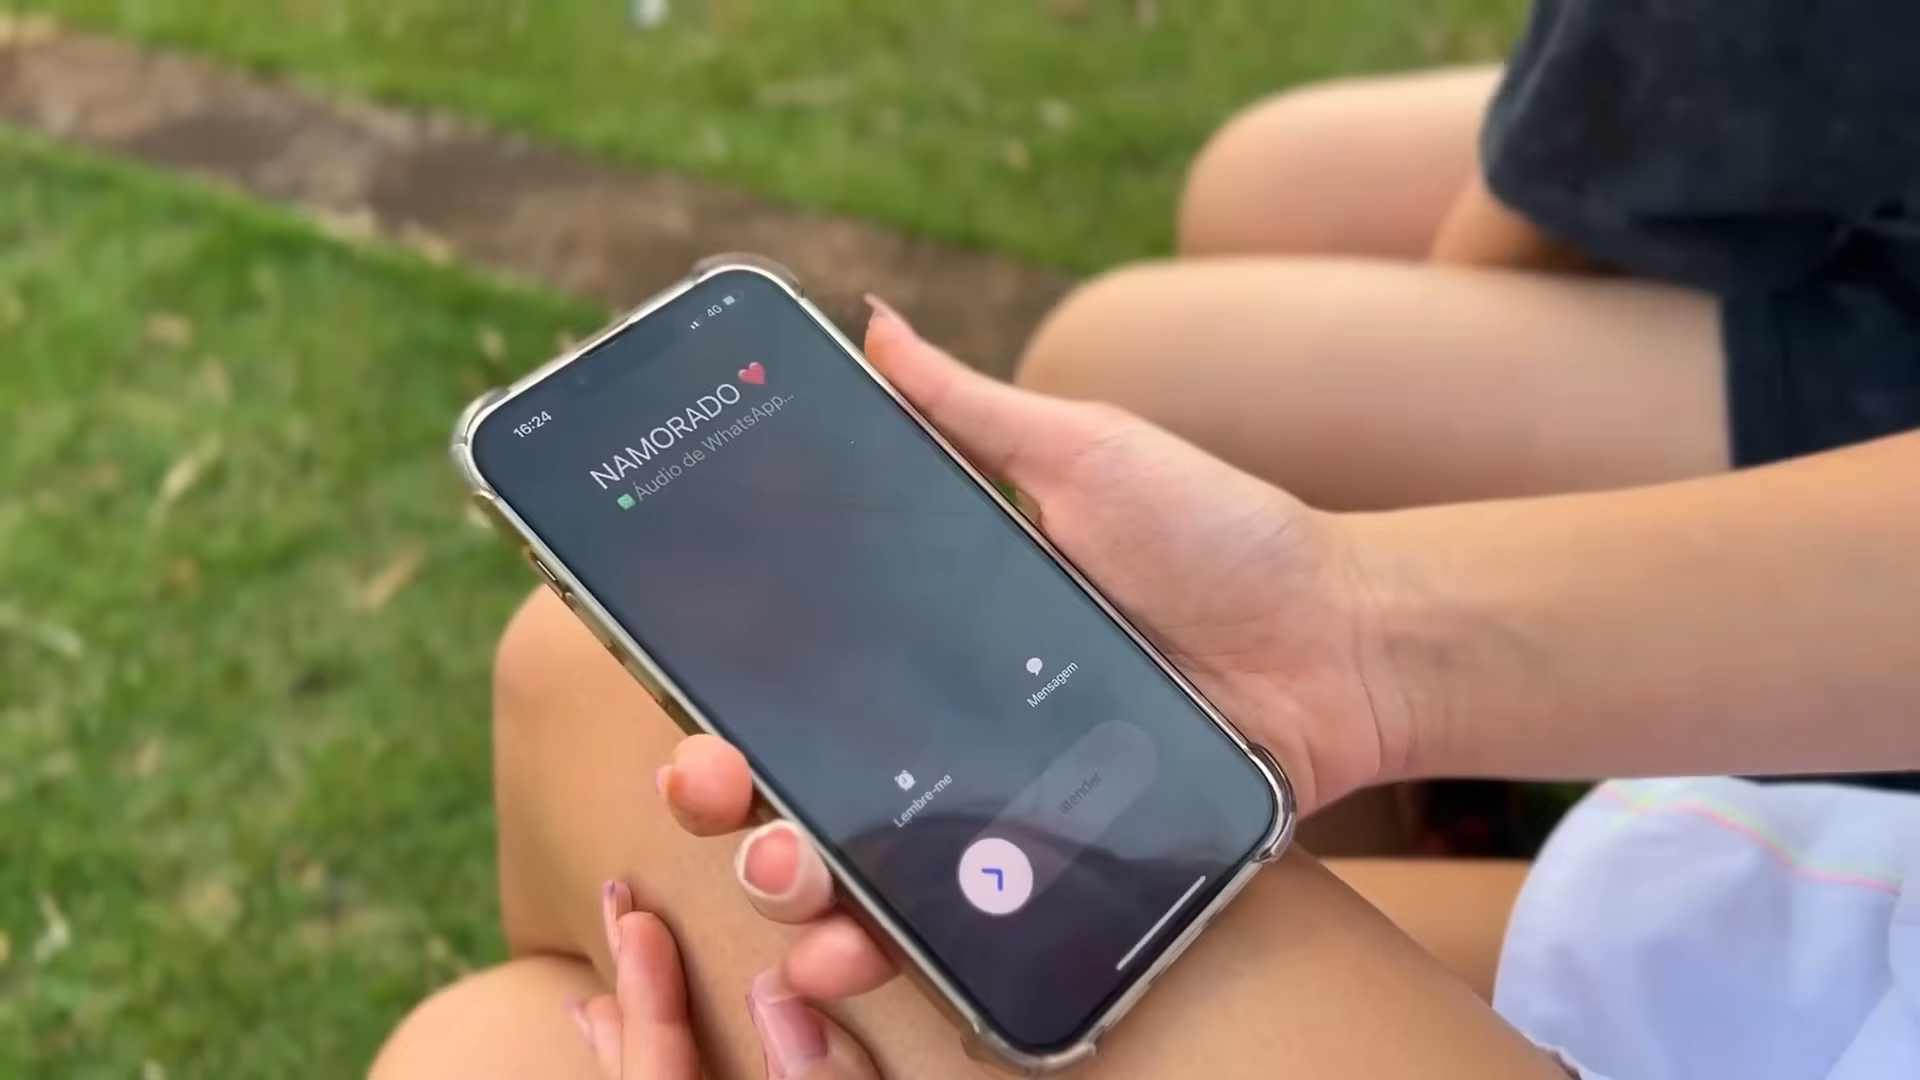 16:24
4G
NAMORADO❤️
Áudio de WhatsApp...
Lembre-me
Mensagem
atender